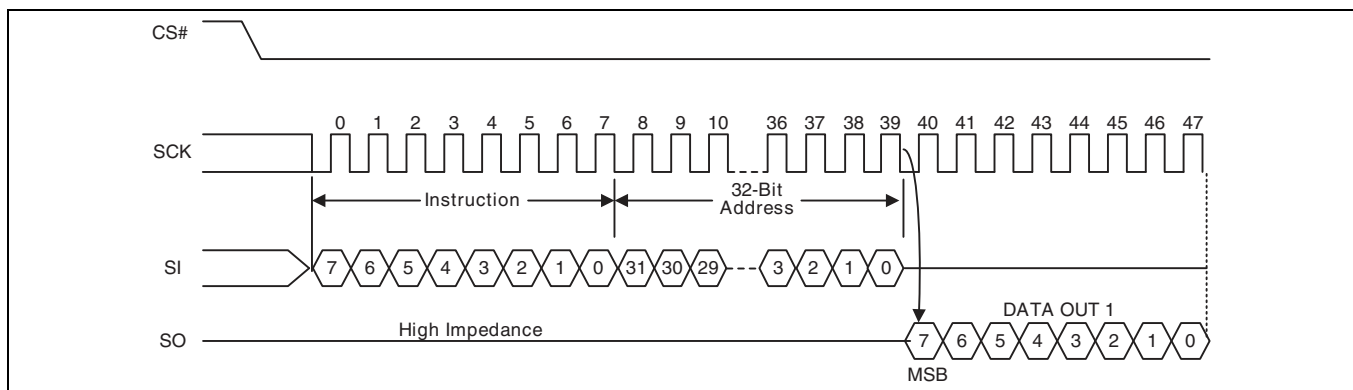 CS#
0 1 2 3 4 5 6 7 8 9 10 36 37 38 39 40 41 42 43 44 45 46 47
SCK
Instruction
32-Bit
Address
SI
7 6 5 4 3 2 1 0 31 30 29 3 2 1 0
DATA OUT 1
High Impedance
SO
7 6 5 4 3 2 1 0
MSB